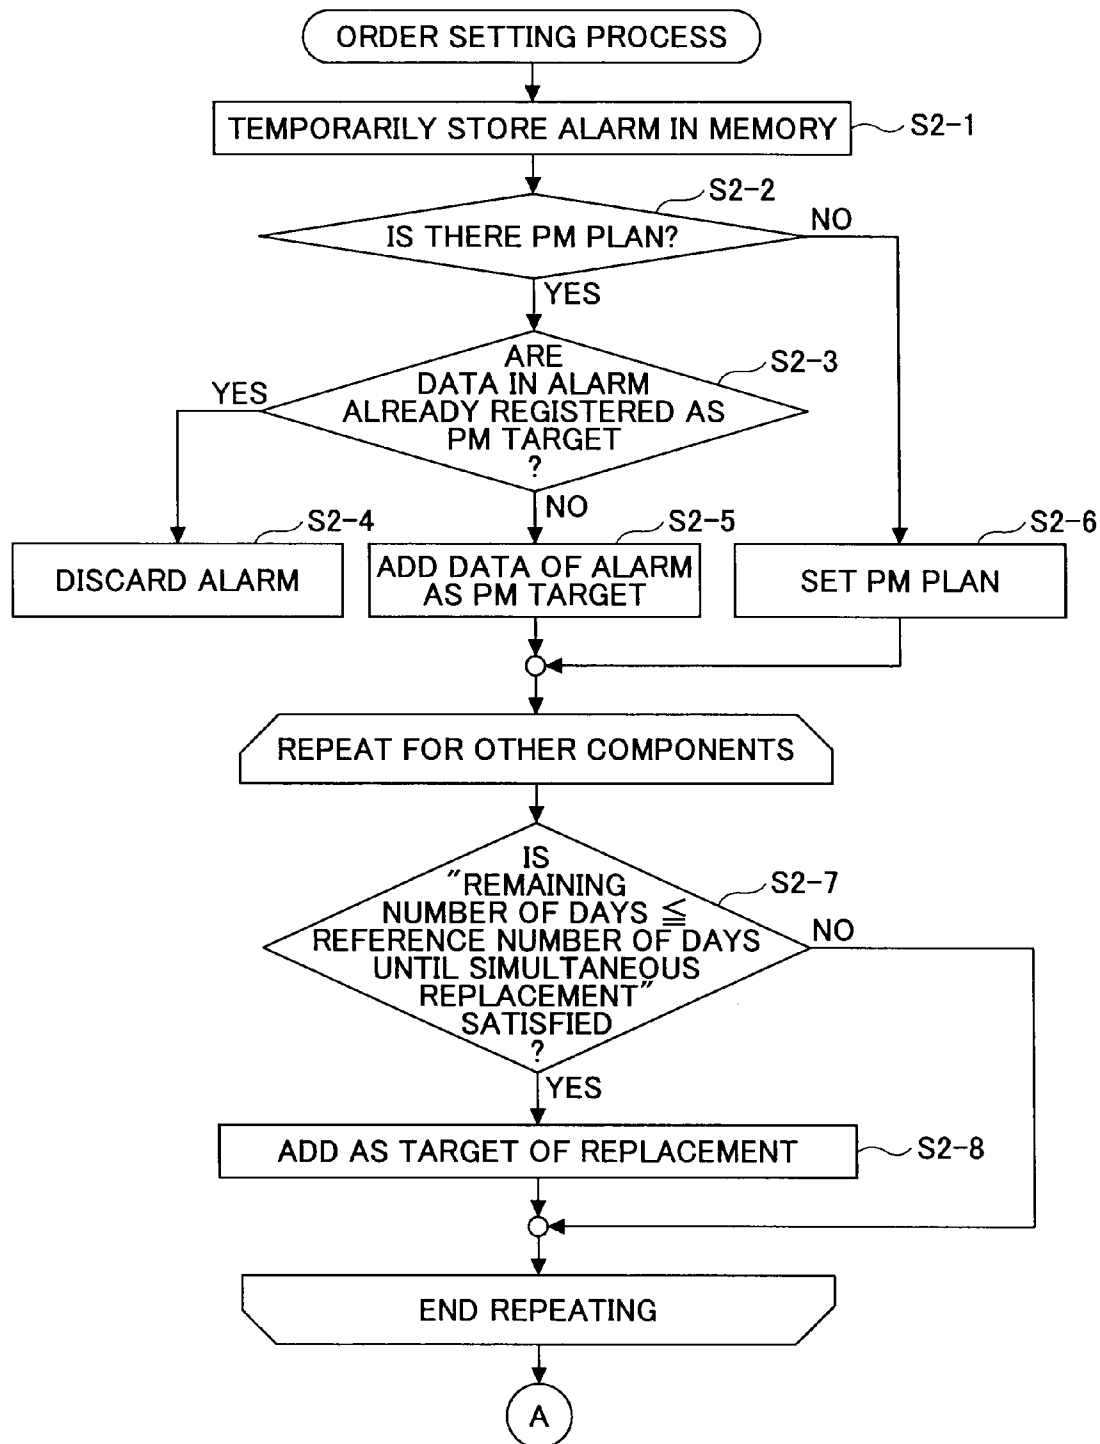 ORDER SETTING PROCESS
TEMPORARILY STORE ALARM IN MEMORY
S2-1
S2-2
IS THERE PM PLAN?
NO
YES
ARE
DATA IN ALARM
ALREADY REGISTERED AS
PM TARGET
?
S2-3
YES
NO
S2-4
DISCARD ALARM
S2-5
ADD DATA OF ALARM
AS PM TARGET
S2-6
SET PM PLAN
REPEAT FOR OTHER COMPONENTS
IS
"REMAINING
NUMBER OF DAYS ≦
REFERENCE NUMBER OF DAYS
UNTIL SIMULTANEOUS
REPLACEMENT"
SATISFIED
?
S2-7
NO
YES
ADD AS TARGET OF REPLACEMENT
S2-8
END REPEATING
A